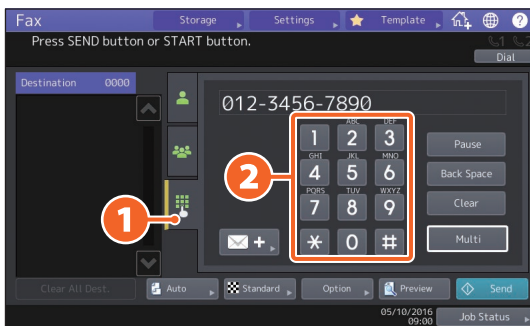 Fax
Storage
Settings
Template
?
Press SEND button or START button.
1
2
Dial
Destination 0000
012-3456-7890
ABC DEF
1 2 3
GHI JKL MNO
4 5 6
PQRS TUV WXYZ
7 8 9
* 0 #
2
1
+
Pause
Back Space
Clear
Multi
Clear All Dest.
Auto
Standard
Option
Preview
Send
05/10/2016
09:00
Job Status